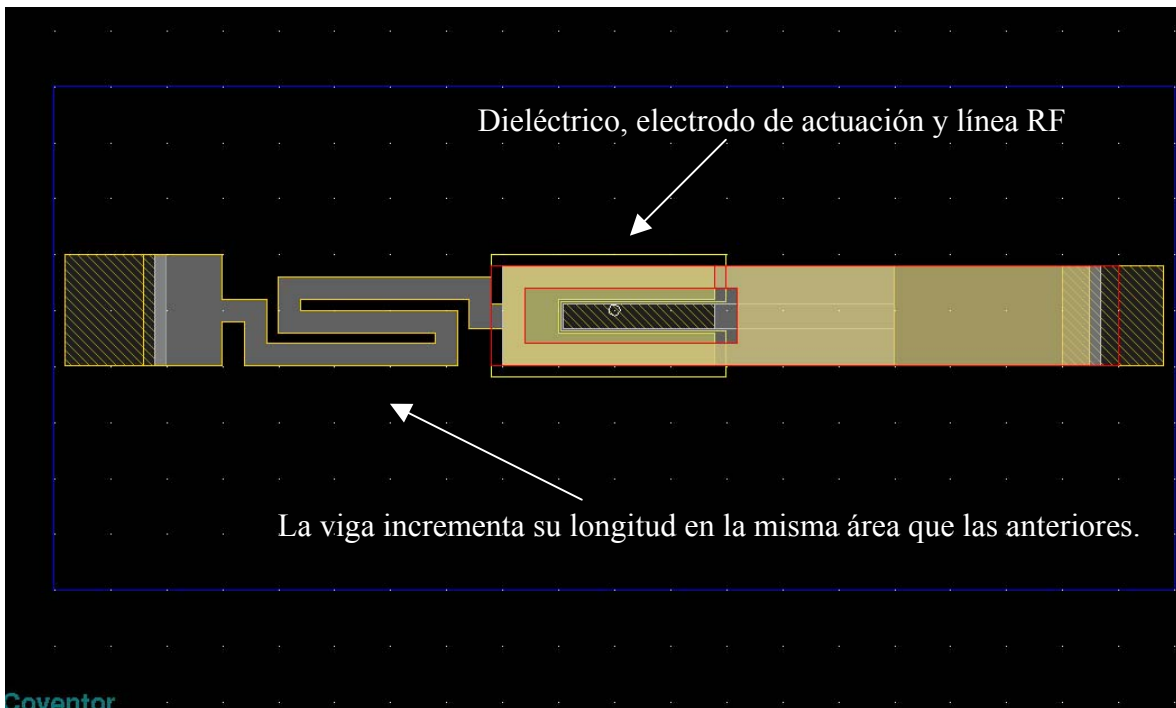 Dieléctrico, electrodo de actuación y línea RF
La viga incrementa su longitud en la misma área que las anteriores.
Coventor